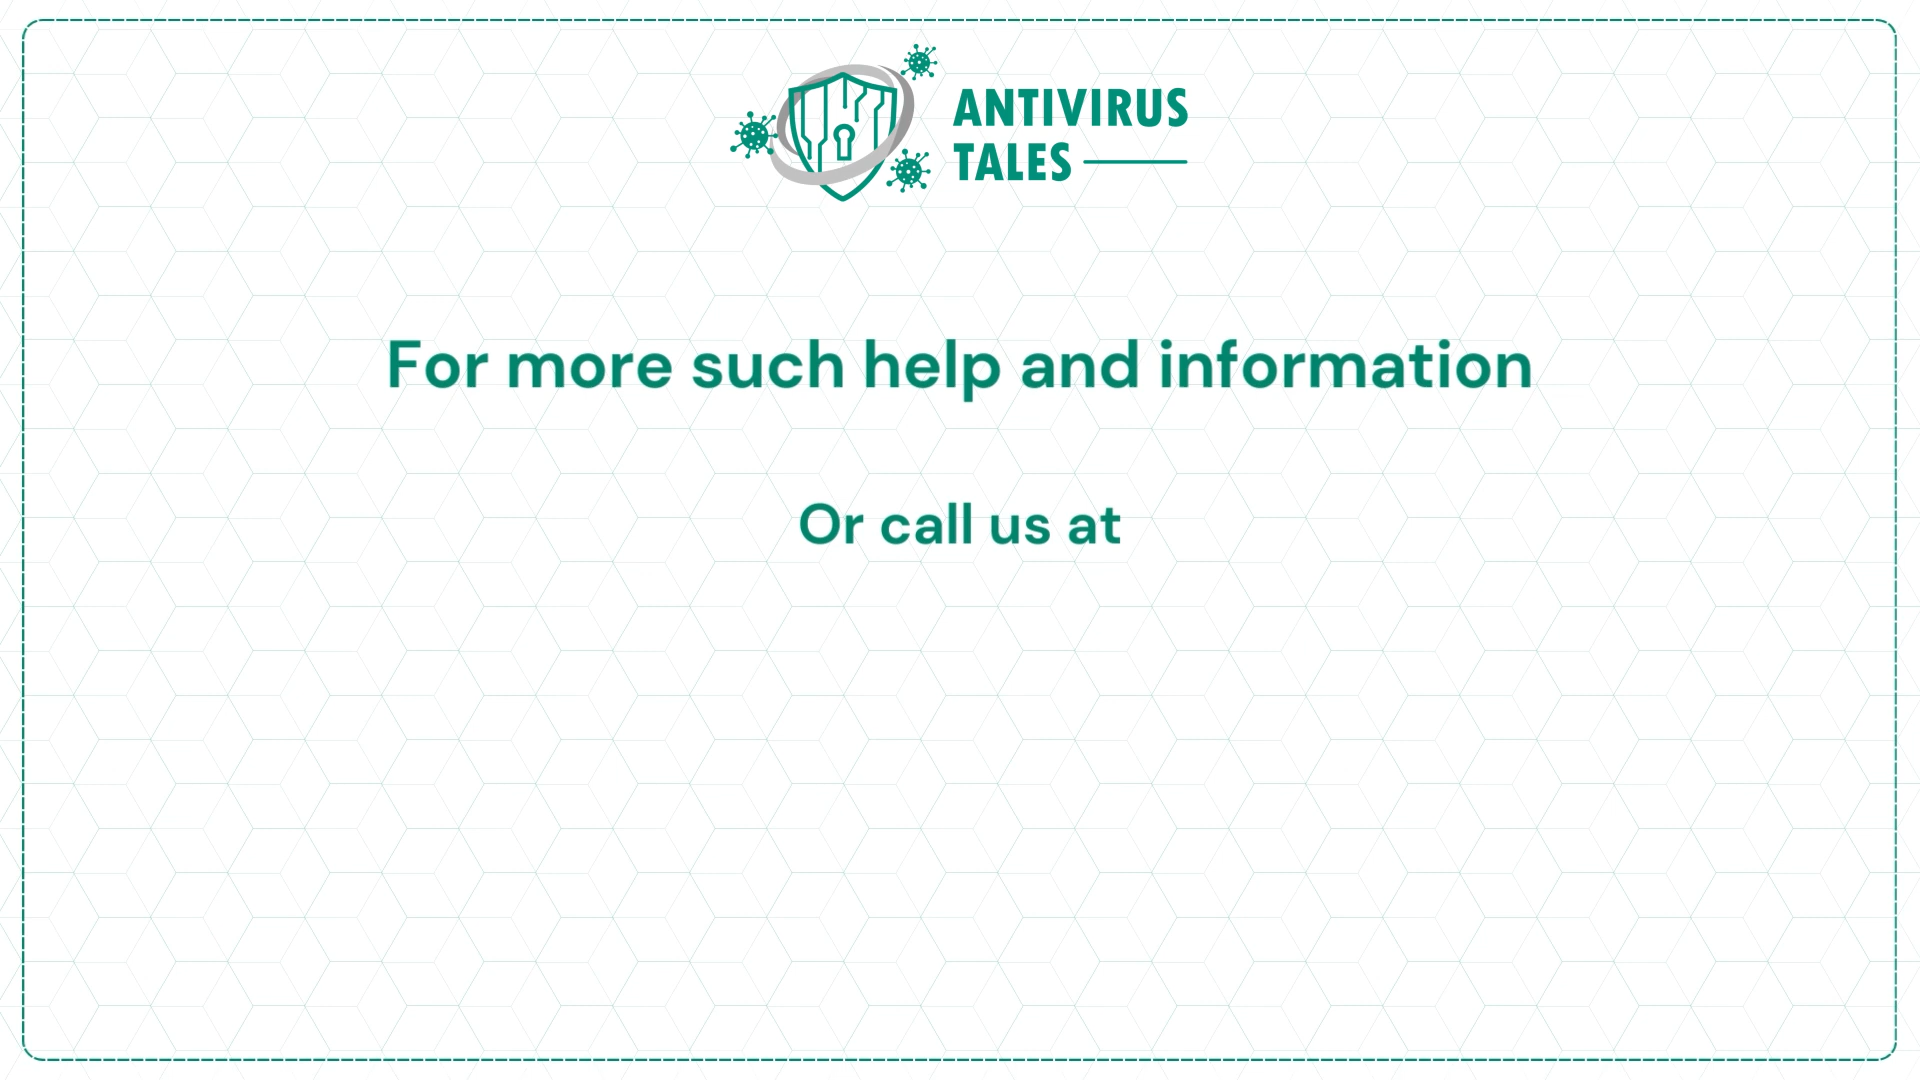 ANTIVIRUS
TALES
For more such help and information
Or call us at